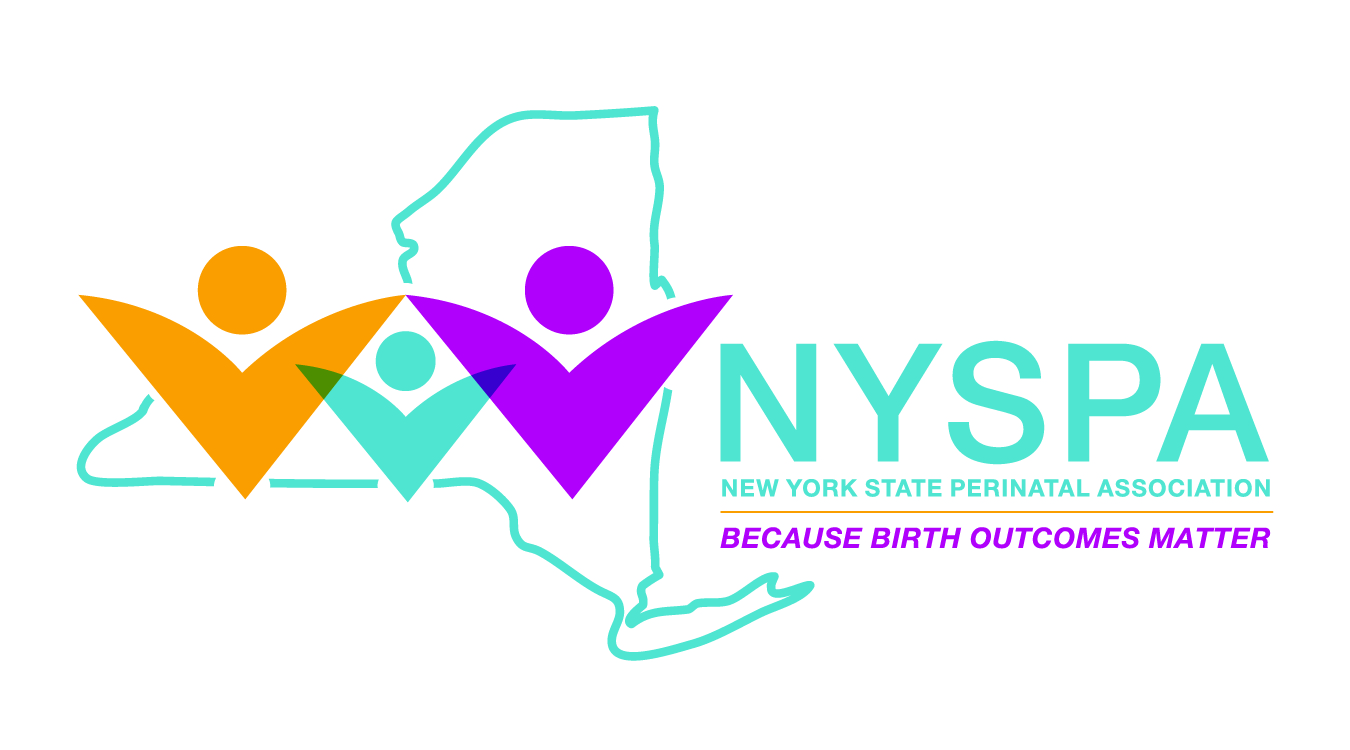 NYSPA
NEW YORK STATE PERINATAL ASSOCIATION
BECAUSE BIRTH OUTCOMES MATTER